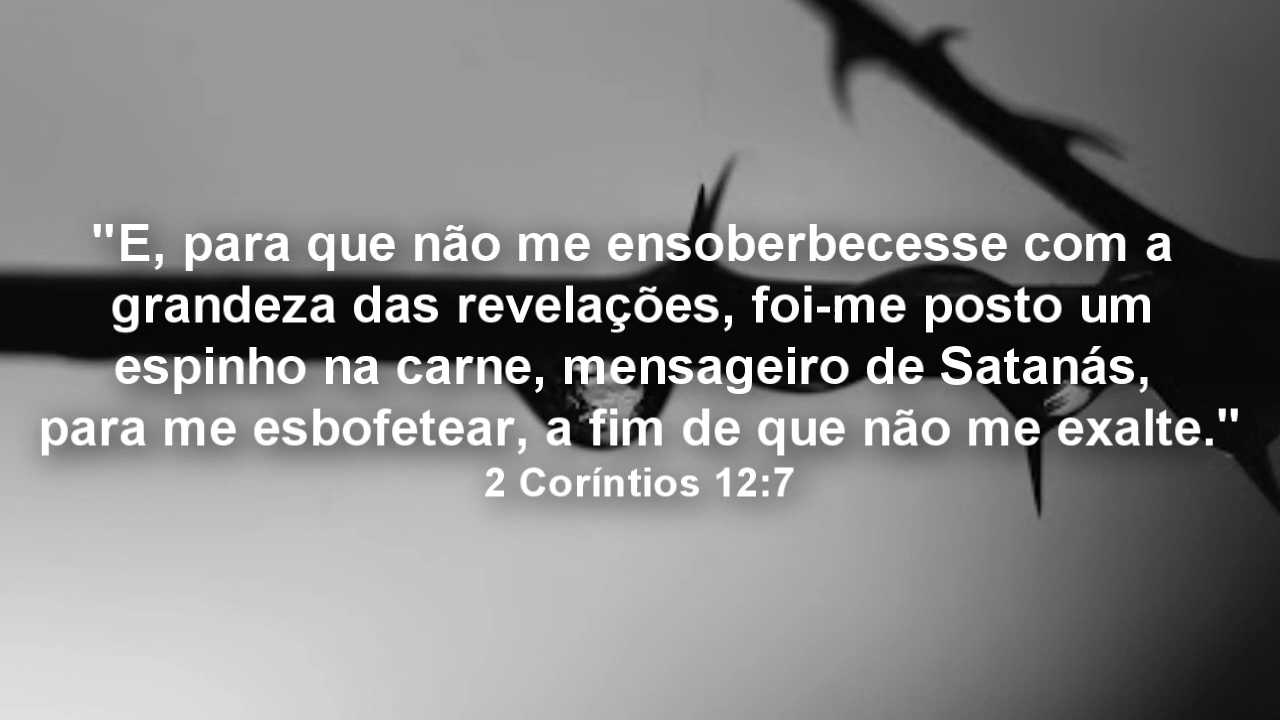 "E, para que não me ensoberbecesse com a
grandeza das revelações, foi-me posto um
espinho na carne, mensageiro de Satanás,
para me esbofetear, a fim de que não me exalte."
2 Coríntios 12:7